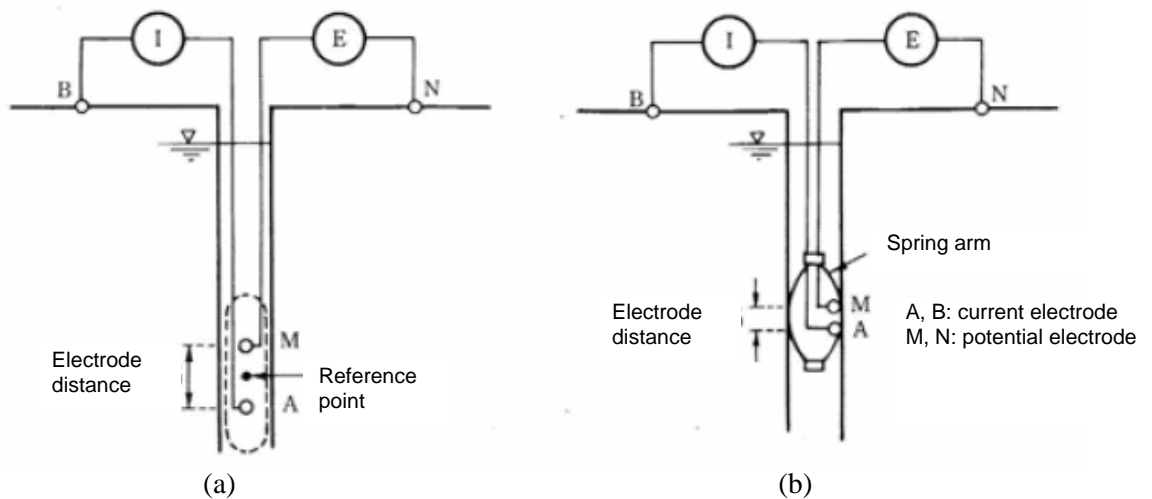 I
E
B
N
M
Electrode
distance
Reference
point
A
(a)
I
E
B
N
Spring arm
Electrode
distance
M
A
A, B: current electrode
M, N: potential electrode
(b)